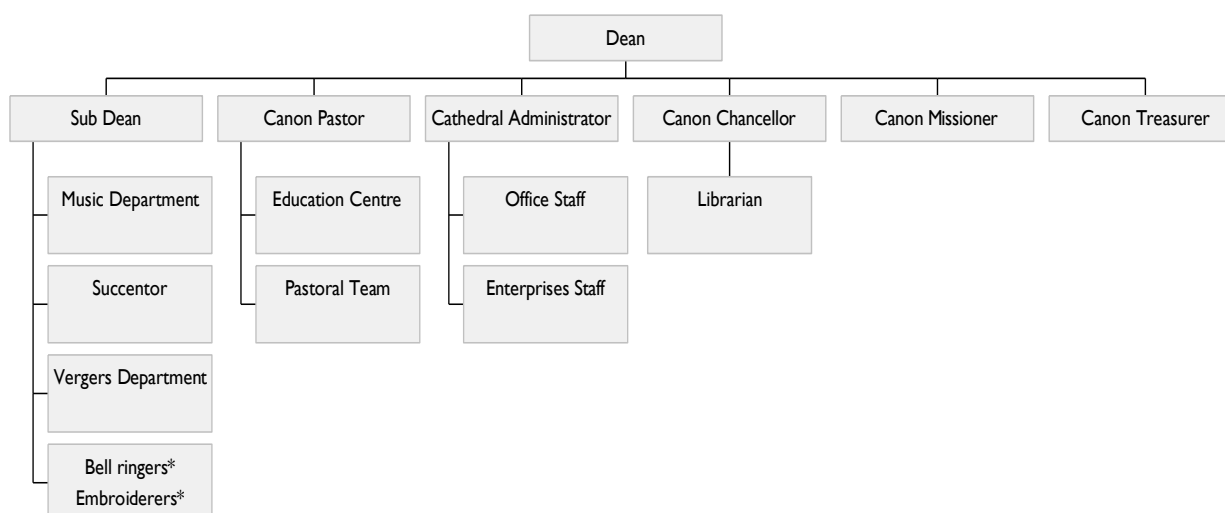 Dean
Sub Dean
Canon Pastor
Cathedral Administrator
Canon Chancellor
Canon Missioner
Canon Treasurer
Music Department
Education Centre
Office Staff
Librarian
Succentor
Pastoral Team
Enterprises Staff
Vergers Department
Bell ringers*
Embroiderers*